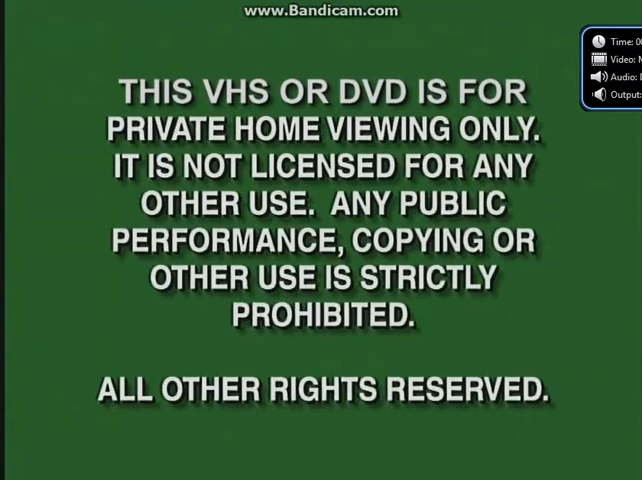 www.Bandicam.com
THIS VHS OR DVD IS FOR
PRIVATE HOME VIEWING ONLY.
IT IS NOT LICENSED FOR ANY
OTHER USE. ANY PUBLIC
PERFORMANCE, COPYING OR
OTHER USE IS STRICTLY
PROHIBITED.
ALL OTHER RIGHTS RESERVED.
Time:
Video:
Audio:
Output: